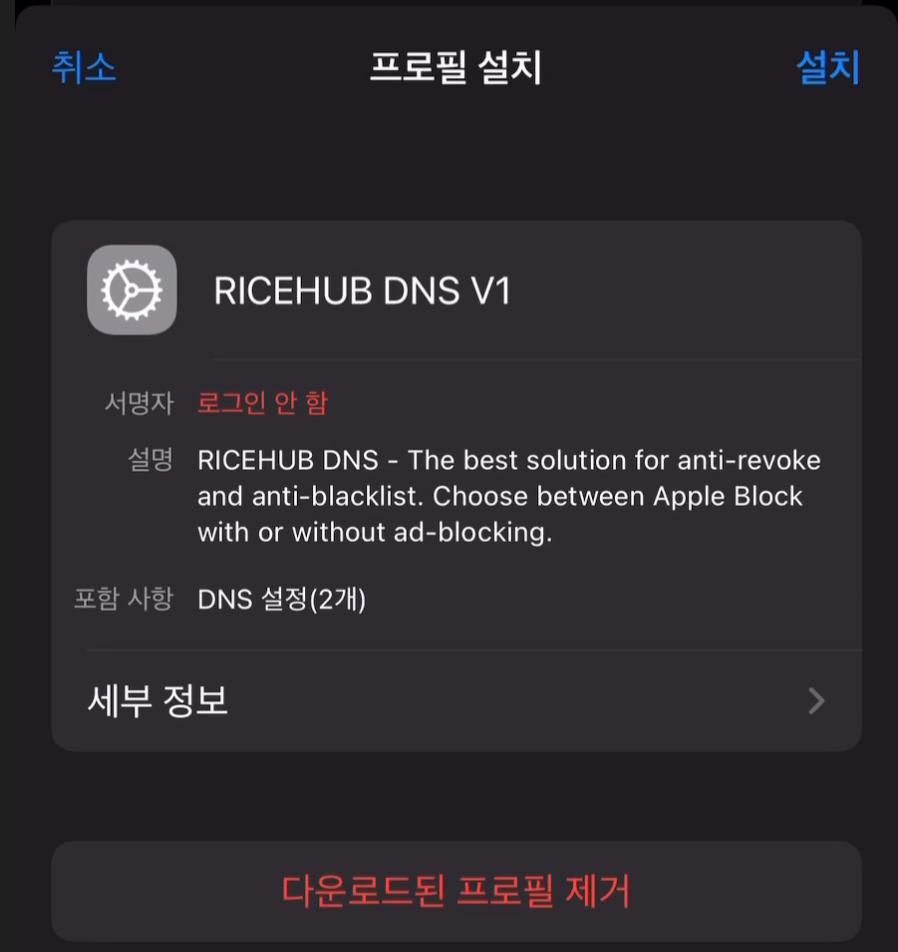 취소 프로필 설치 설치
RICEHUB DNS V1
서명자 로그인 안 함
설명 RICEHUB DNS - The best solution for anti-revoke
and anti-blacklist. Choose between Apple Block
with or without ad-blocking.
포함 사항 DNS 설정(2개)
세부 정보
다운로드된 프로필 제거